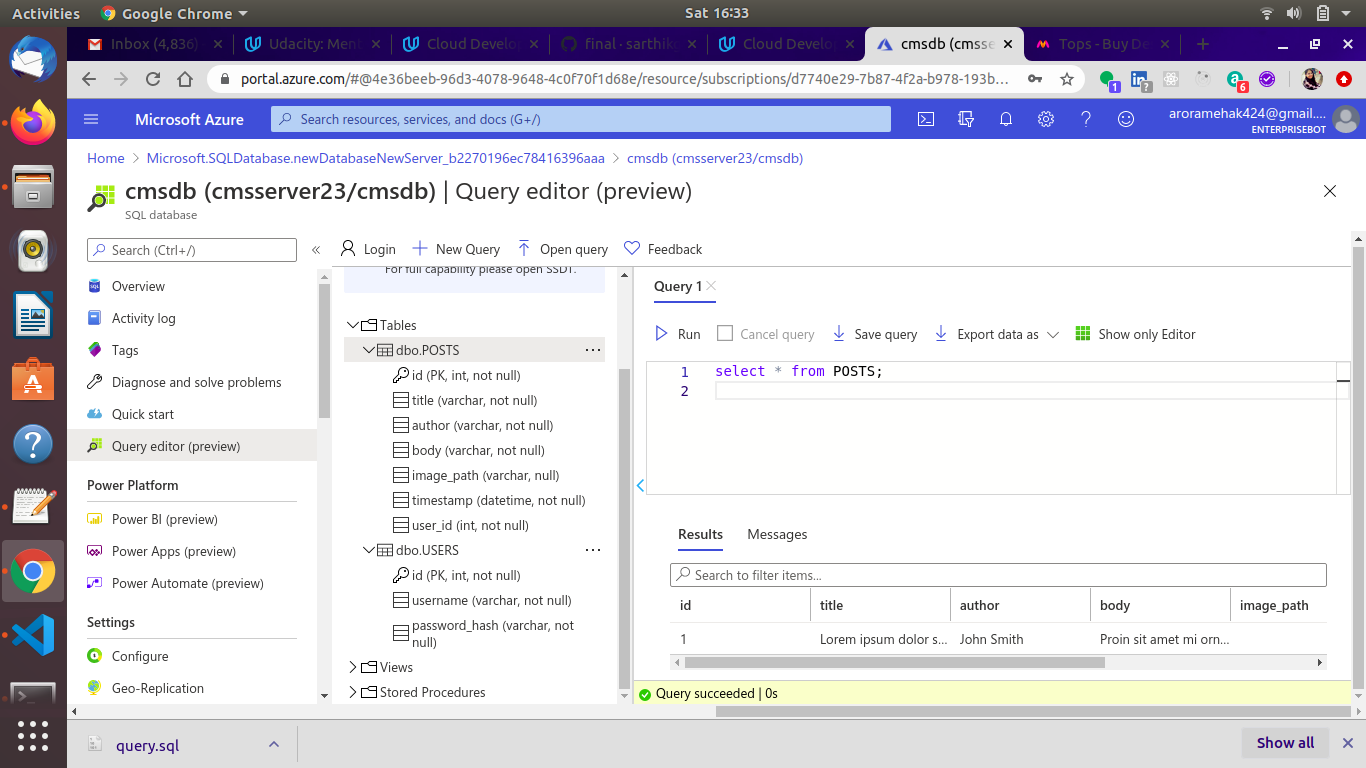 Activities
Google Chrome
Sat 16:33
Inbox (4,836)
Udacity: Men
Cloud Develop
final · sarthik
Cloud Develop
cmsdb (cmsse
Tops - Buy De
portal.azure.com/#@4e36beeb-96d3-4078-9648-4c0f70f1d68e/resource/subscriptions/d7740e29-7b87-4f2a-b978-193b...
1
?
6
Microsoft Azure
Search resources, services, and docs (G+/)
aroramehak424@gmail....
ENTERPRISEBOT
Home > Microsoft.SQLDatabase.newDatabaseNewServer_b2270196ec78416396aaa > cmsdb (cmsserver23/cmsdb)
cmsdb (cmsserver23/cmsdb) | Query editor (preview)
SQL database
Search (Ctrl+/)
«
Overview
Activity log
Tags
Diagnose and solve problems
Quick start
Query editor (preview)
Power Platform
Power BI (preview)
Power Apps (preview)
Power Automate (preview)
Settings
Configure
Geo-Replication
Login
New Query
Open query
Feedback
For full capability please open SSDT.
Tables
dbo.POSTS
...
id (PK, int, not null)
title (varchar, not null)
author (varchar, not null)
body (varchar, not null)
image_path (varchar, null)
timestamp (datetime, not null)
user_id (int, not null)
dbo.USERS
...
id (PK, int, not null)
username (varchar, not null)
password_hash (varchar, not
null)
Views
Stored Procedures
Query 1
Run
Cancel query
Save query
Export data as
Show only Editor
1 select * from POSTS;
2
Results
Messages
Search to filter items...
id title author body image_path
1 Lorem ipsum dolor s... John Smith Proin sit amet mi orn...
Query succeeded | 0s
query.sql
Show all